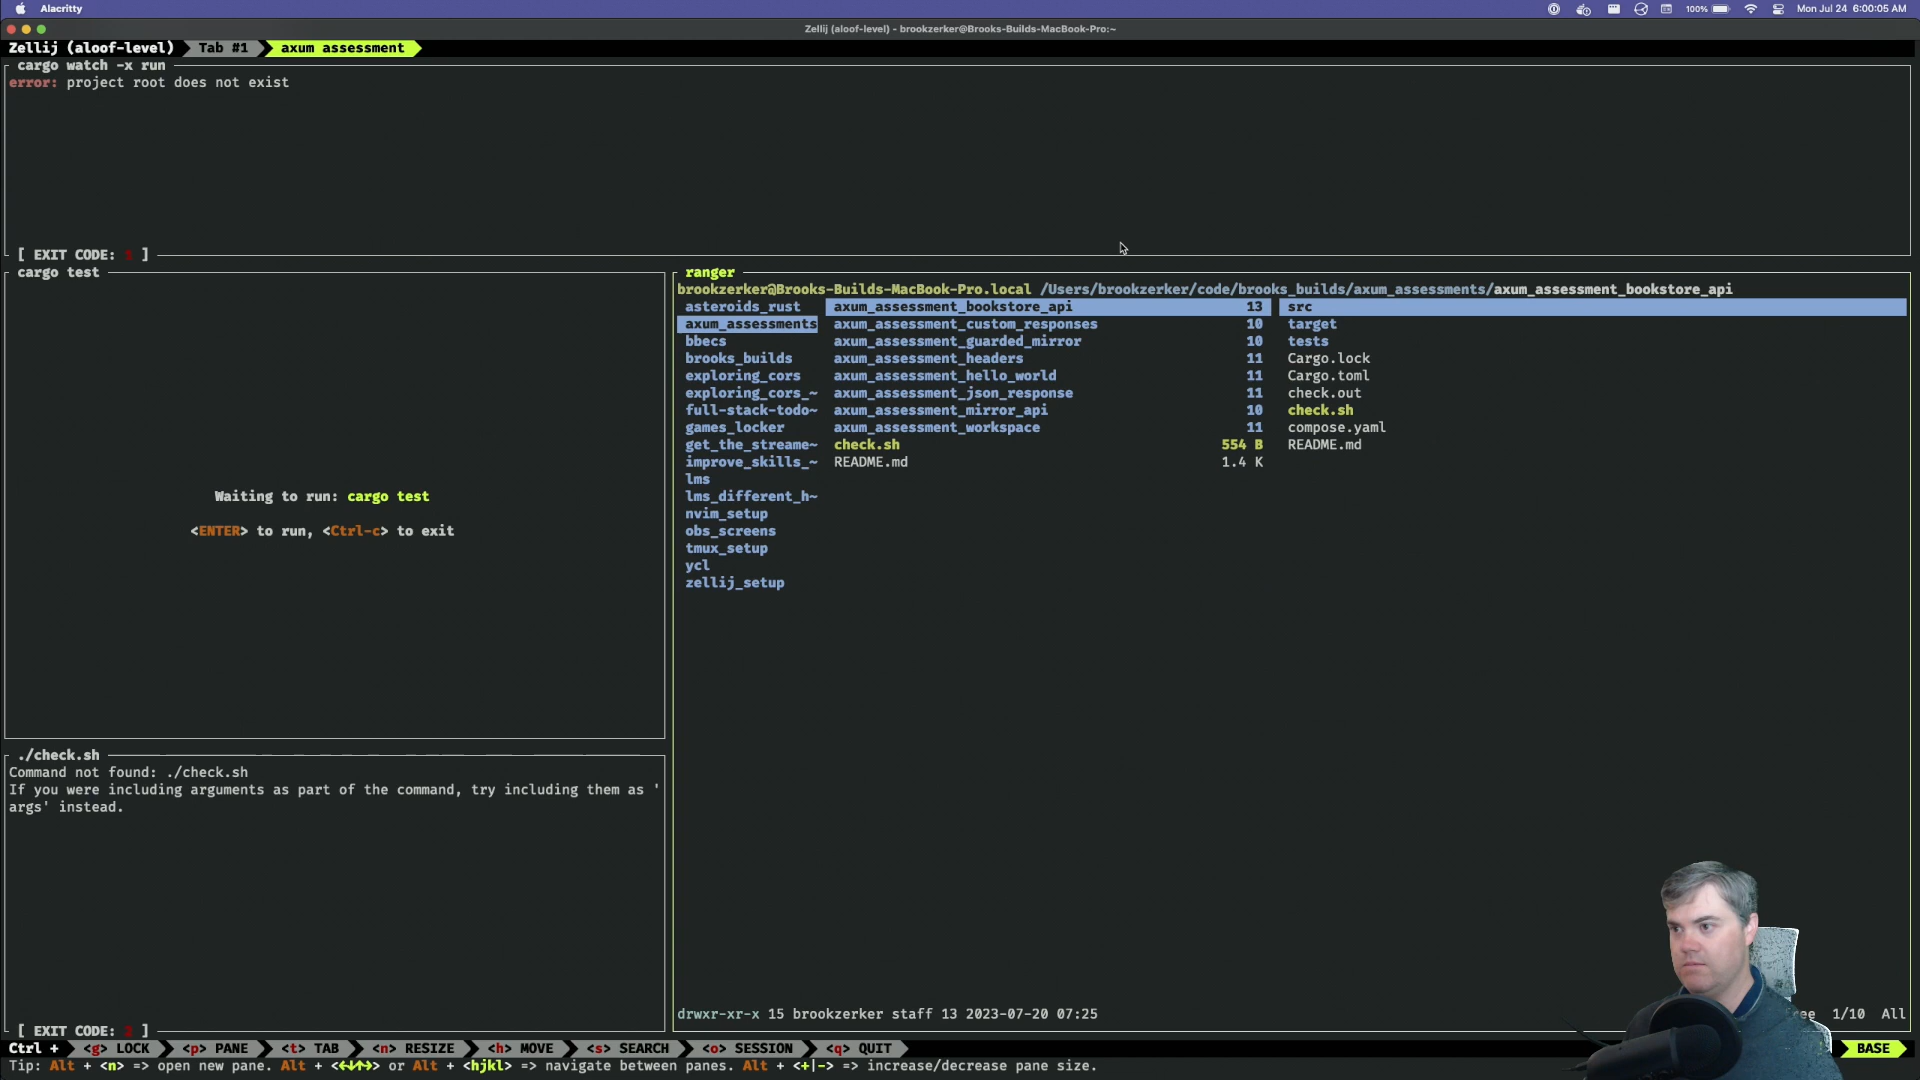 Alacritty
100%
Mon Jul 24 6:00:05 AM
Zellij (aloof-level) - brookzerker@Brooks-Builds-MacBook-Pro:~
Zellij (aloof-level) Tab #1 axum assessment
cargo watch -x run
error: project root does not exist
[ EXIT CODE: 1 ]
cargo test
Waiting to run: cargo test
<ENTER> to run, <Ctrl-c> to exit
./check.sh
Command not found: ./check.sh
If you were including arguments as part of the command, try including them as '
args' instead.
[ EXIT CODE: ]
ranger
brookzerker@Brooks-Builds-MacBook-Pro.local /Users/brookzerker/code/brooks_builds/axum_assessments/axum_assessment_bookstore_api
asteroids_rust axum_assessment_bookstore_api 13 src
axum_assessments axum_assessment_custom_responses 10 target
bbecs axum_assessment_guarded_mirror 10 tests
brooks_builds axum_assessment_headers 11 Cargo.lock
exploring_cors axum_assessment_hello_world 11 Cargo.toml
exploring_cors_~ axum_assessment_json_response 11 check.out
full-stack-todo~ axum_assessment_mirror_api 10 check.sh
games_locker axum_assessment_workspace 11 compose.yaml
get_the_streame~ check.sh 554 B README.md
improve_skills_~ README.md 1.4 K
lms
lms_different_h~
nvim_setup
obs_screens
tmux_setup
ycl
zellij_setup
drwxr-xr-x 15 brookzerker staff 13 2023-07-20 07:25 1/10 All
Ctrl + <g> LOCK <p> PANE <t> TAB <n> RESIZE <h> MOVE <s> SEARCH <o> SESSION <q> QUIT BASE
Tip: Alt + <n> => open new pane. Alt + <←↓↑→> or Alt + <hjkl> => navigate between panes. Alt + <+|-> => increase/decrease pane size.